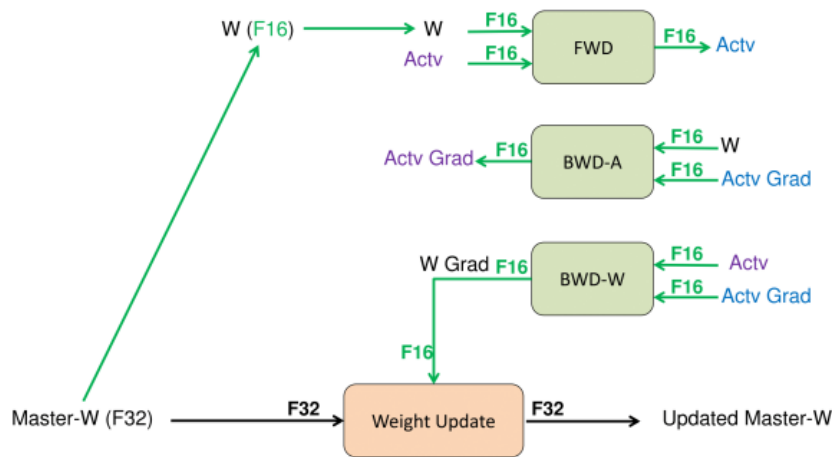 W (F16)
W
F16
F16
Actv
FWD
F16
Actv
Actv Grad
F16
BWD-A
F16
W
F16
Actv Grad
W Grad
F16
BWD-W
F16
Actv
F16
Actv Grad
F16
Master-W (F32)
F32
Weight Update
F32
Updated Master-W